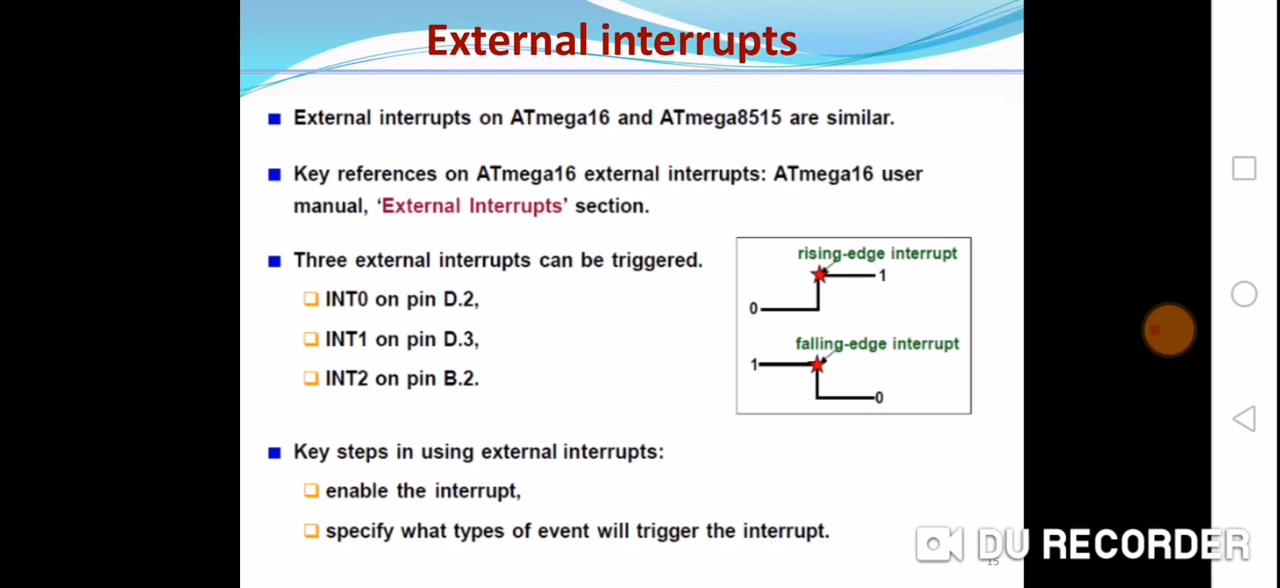 External interrupts
External interrupts on ATmega16 and ATmega8515 are similar.
Key references on ATmega16 external interrupts: ATmega16 user
manual, ‘External Interrupts’ section.
Three external interrupts can be triggered.
INT0 on pin D.2,
INT1 on pin D.3,
INT2 on pin B.2.
rising-edge interrupt
1
0
falling-edge interrupt
1
0
Key steps in using external interrupts:
enable the interrupt,
specify what types of event will trigger the interrupt.
DU RECORDER
15